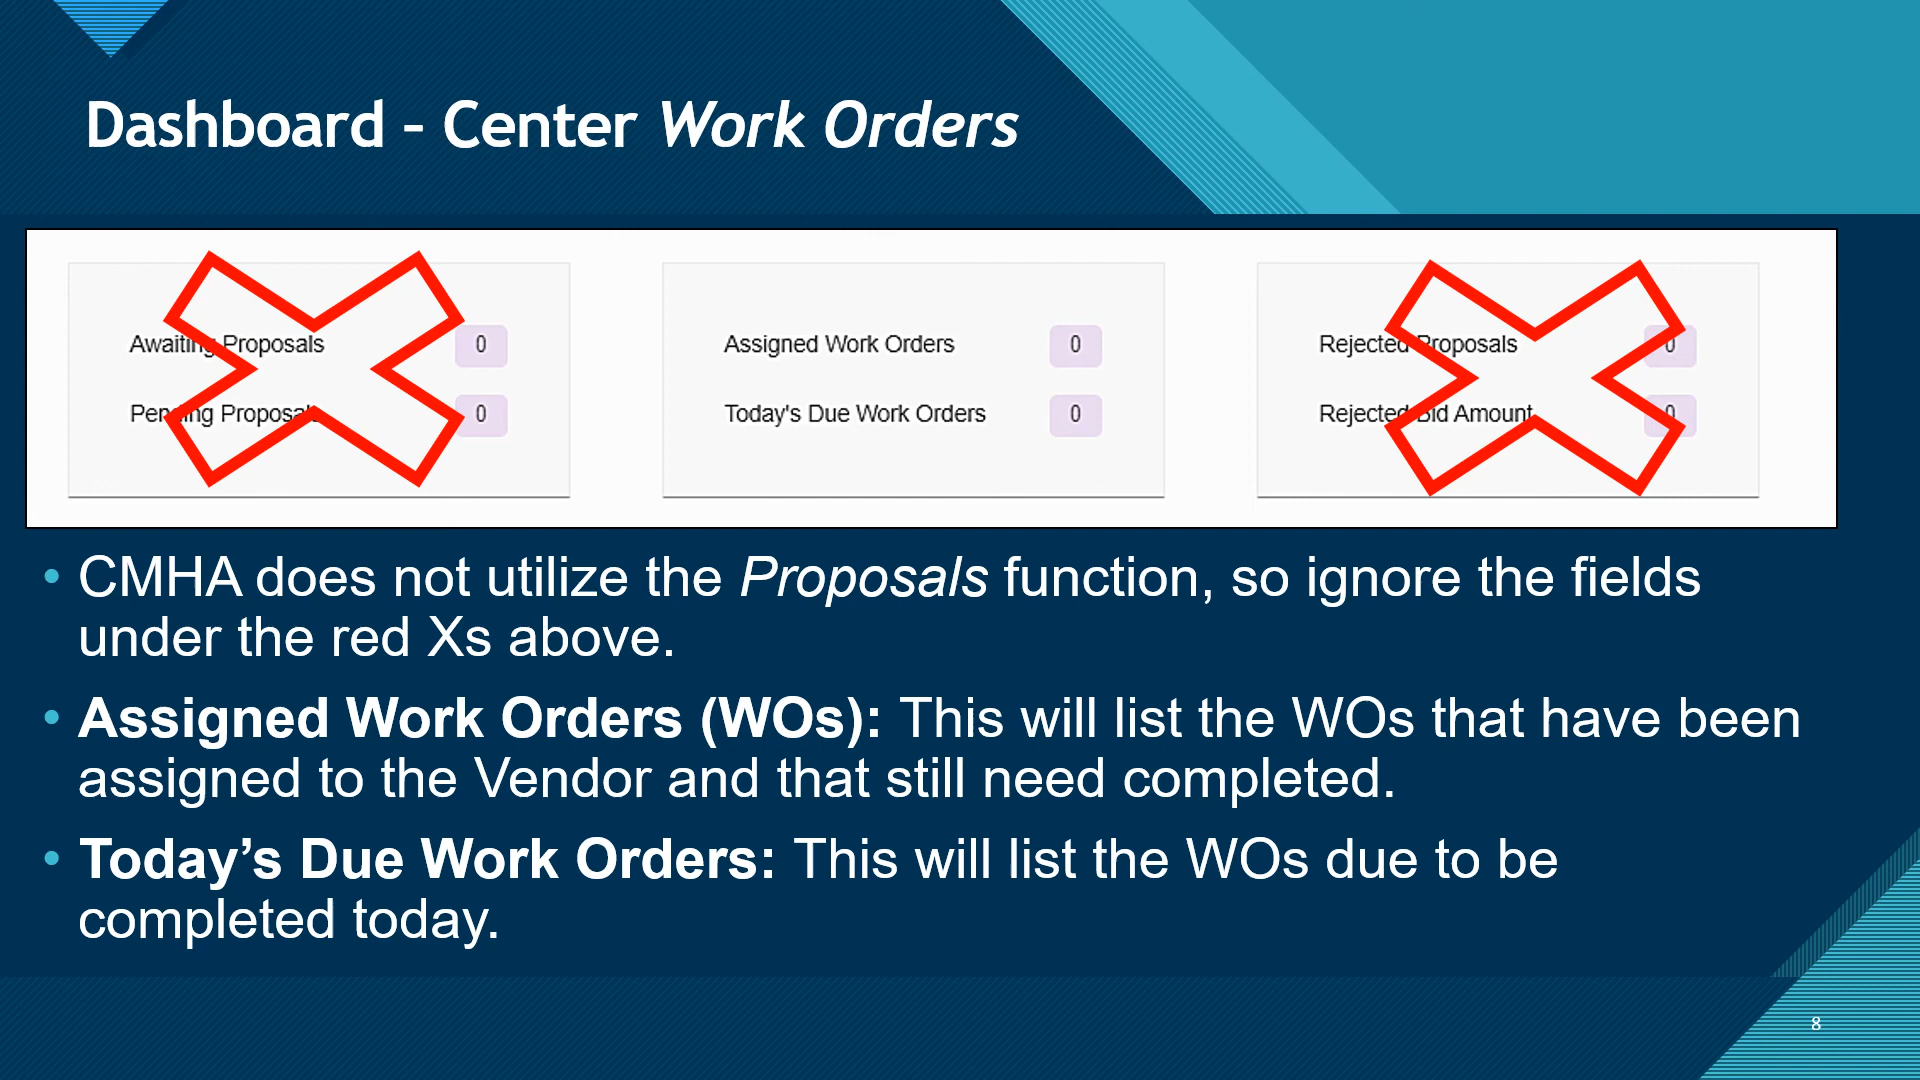 Dashboard – Center Work Orders
Awaiting Proposals 0
Pending Proposals 0
Assigned Work Orders 0
Today's Due Work Orders 0
Rejected Proposals 0
Rejected Bid Amount 0
• CMHA does not utilize the Proposals function, so ignore the fields
under the red Xs above.
• Assigned Work Orders (WOs): This will list the WOs that have been
assigned to the Vendor and that still need completed.
• Today’s Due Work Orders: This will list the WOs due to be
completed today.
8